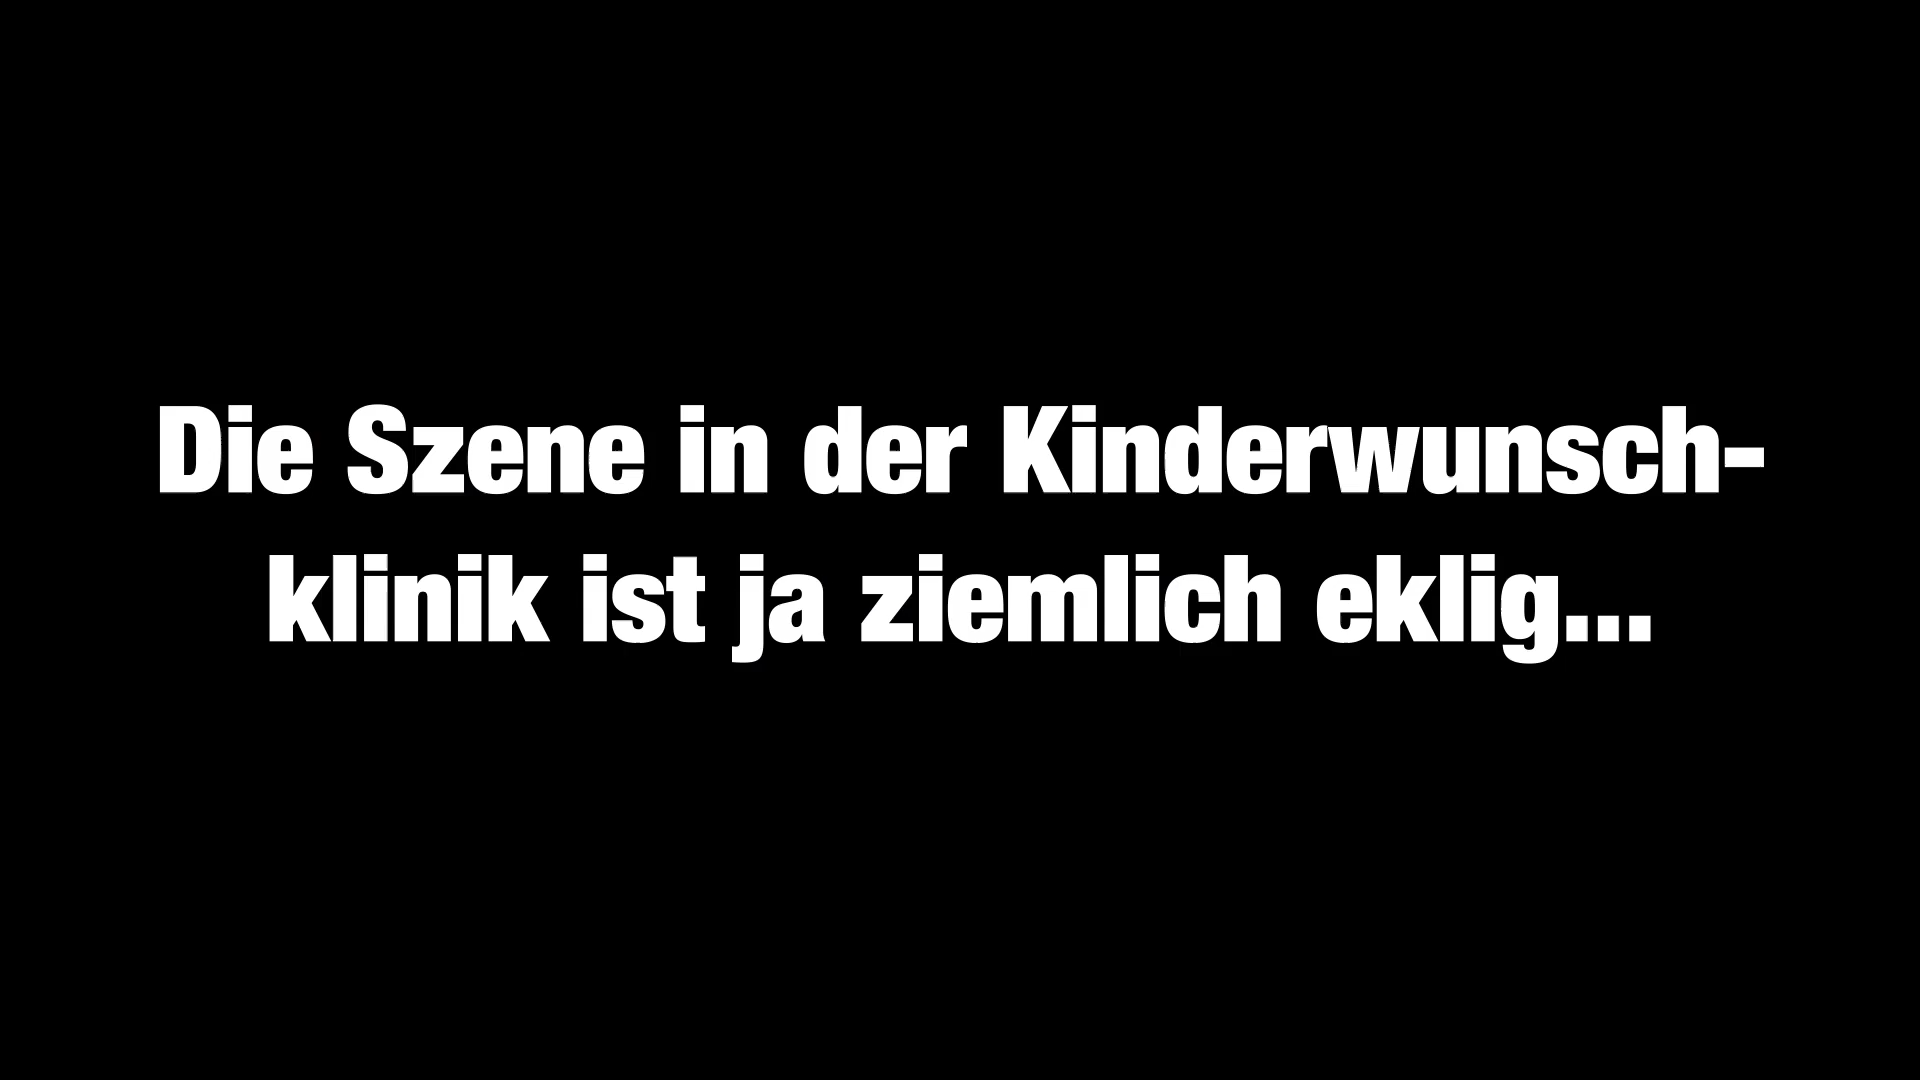 Die Szene in der Kinderwunsch-
klinik ist ja ziemlich eklig...